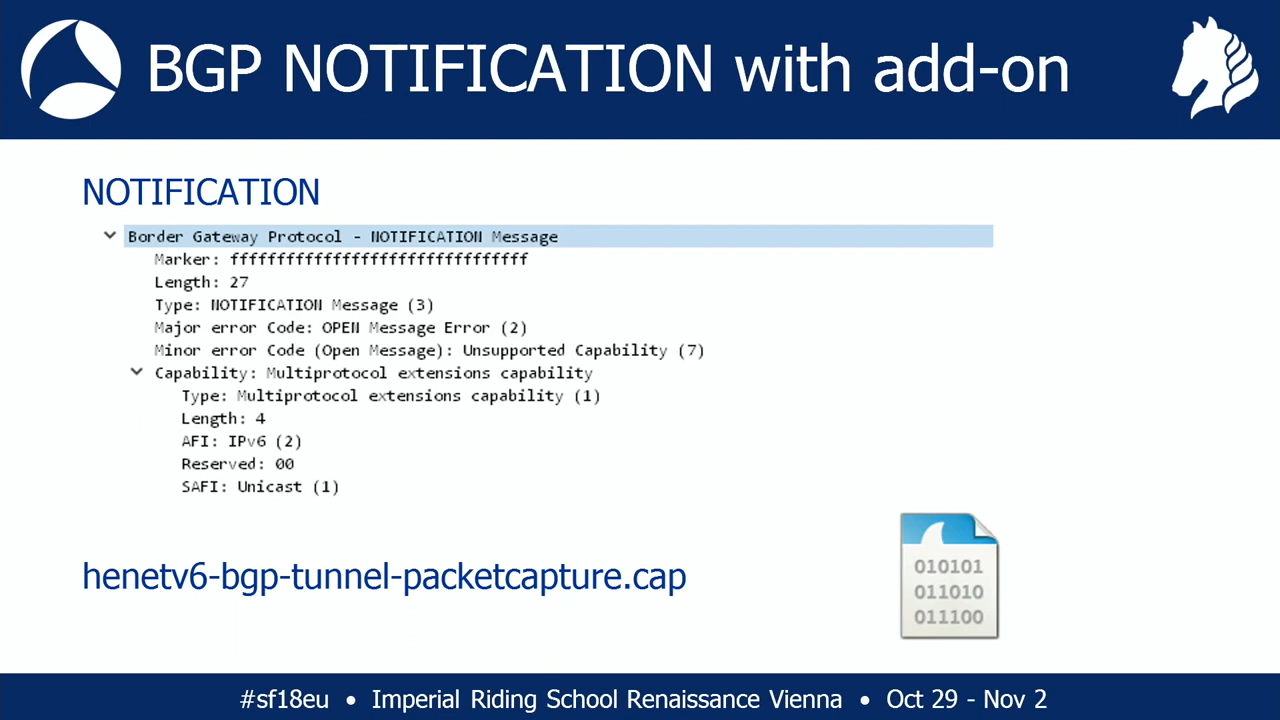 BGP NOTIFICATION with add-on
NOTIFICATION
Border Gateway Protocol - NOTIFICATION Message
Marker: ffffffffffffffffffffffffffffffff
Length: 27
Type: NOTIFICATION Message (3)
Major error Code: OPEN Message Error (2)
Minor error Code (Open Message): Unsupported Capability (7)
Capability: Multiprotocol extensions capability
Type: Multiprotocol extensions capability (1)
Length: 4
AFI: IPv6 (2)
Reserved: 00
SAFI: Unicast (1)
010101
011010
011100
henetv6-bgp-tunnel-packetcapture.cap
#sf18eu • Imperial Riding School Renaissance Vienna • Oct 29 - Nov 2